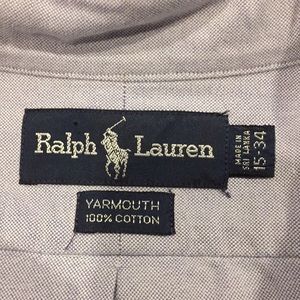 Ralph Lauren
MADE IN
SRI LANKA
15-34
YARMOUTH
100% COTTON